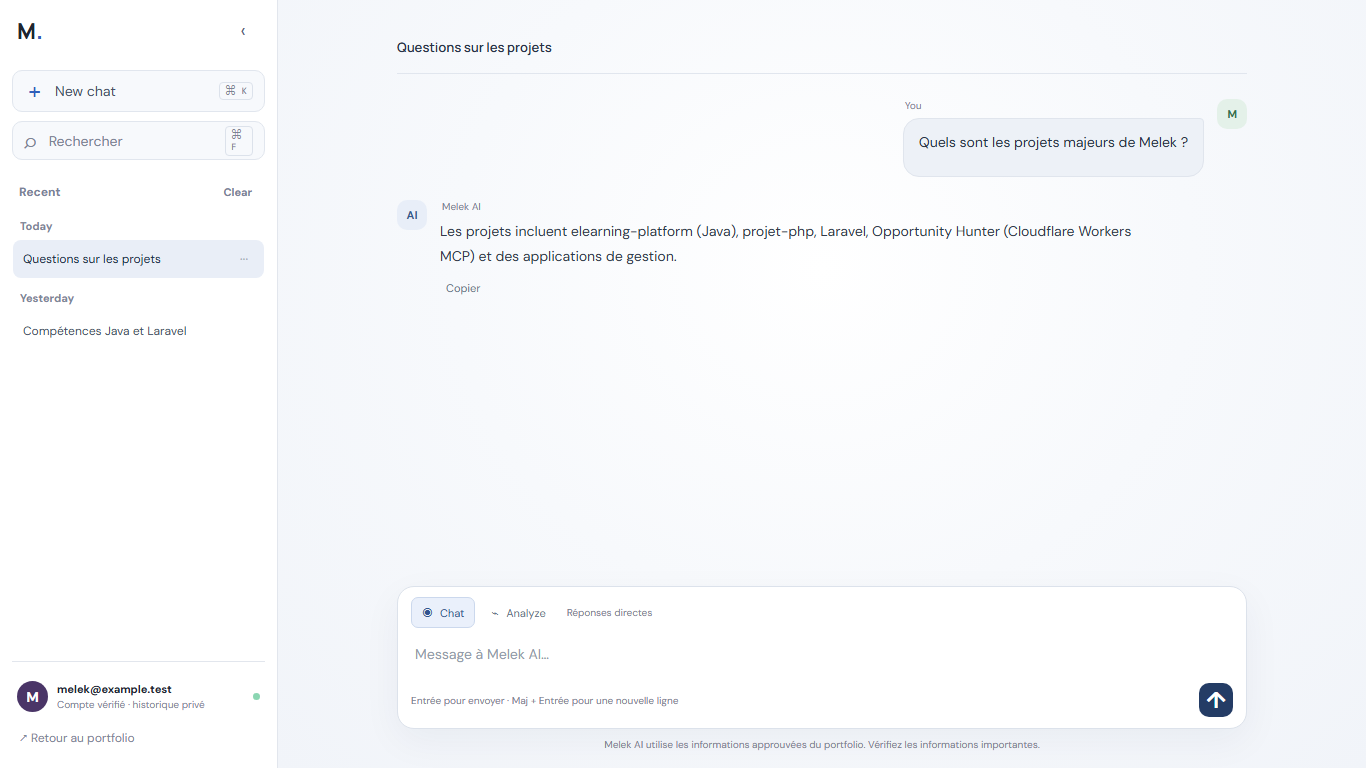 M.
‹
+ New chat
⌘ K
Rechercher
⌘
F
Recent
Clear
Today
Questions sur les projets
···
Yesterday
Compétences Java et Laravel
M
melek@example.test
Compte vérifié · historique privé
↗ Retour au portfolio
Questions sur les projets
You
M
Quels sont les projets majeurs de Melek ?
AI
Melek AI
Les projets incluent elearning-platform (Java), projet-php, Laravel, Opportunity Hunter (Cloudflare Workers
MCP) et des applications de gestion.
Copier
◉ Chat
⌁ Analyze
Réponses directes
Message à Melek AI…
Entrée pour envoyer · Maj + Entrée pour une nouvelle ligne
Melek AI utilise les informations approuvées du portfolio. Vérifiez les informations importantes.